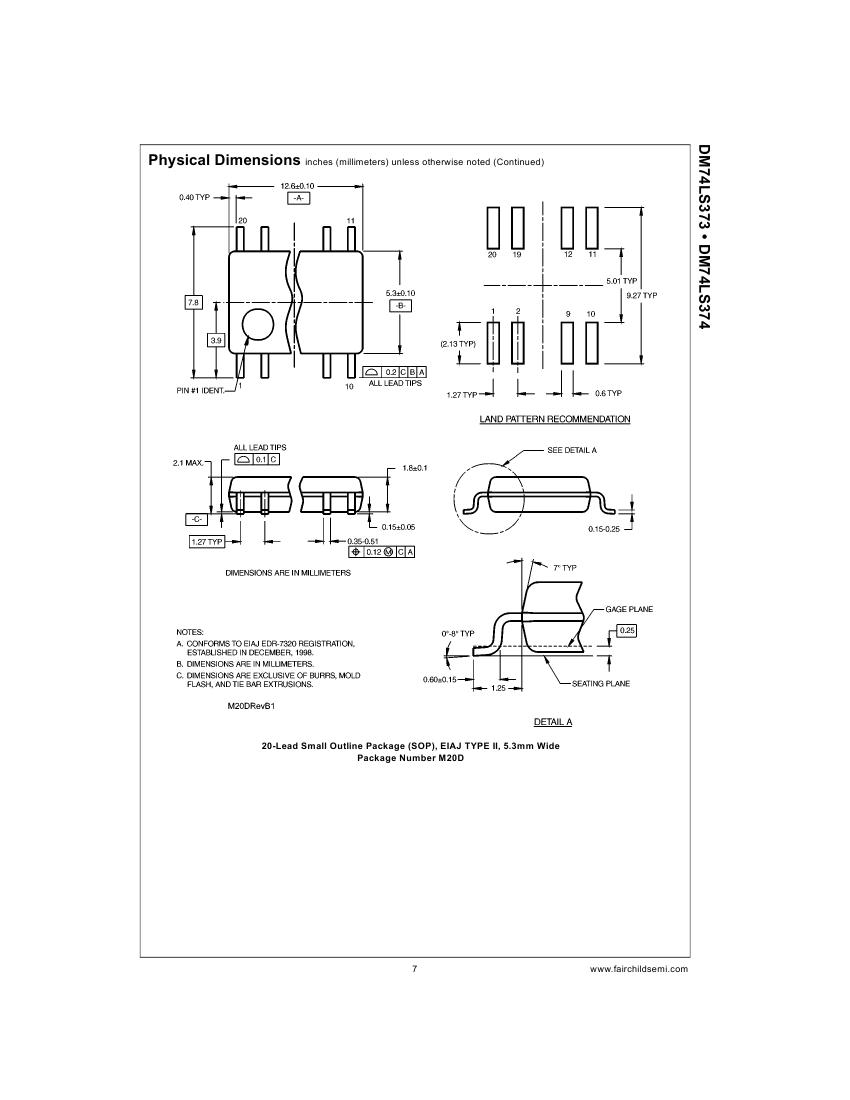 Physical Dimensions inches (millimeters) unless otherwise noted (Continued)
DM74LS373 • DM74LS374
12.6±0.10
-A-
0.40 TYP
20
11
7.8
3.9
5.3±0.10
-B-
0.2 C B A
ALL LEAD TIPS
PIN #1 IDENT.
1
10
20
19
12
11
5.01 TYP
9.27 TYP
1
2
9
10
(2.13 TYP)
1.27 TYP
0.6 TYP
LAND PATTERN RECOMMENDATION
ALL LEAD TIPS
0.1 C
2.1 MAX.
1.8±0.1
-C-
0.15±0.05
1.27 TYP
0.35-0.51
0.12 Ⓜ C A
DIMENSIONS ARE IN MILLIMETERS
SEE DETAIL A
0.15-0.25
7° TYP
GAGE PLANE
0.25
0°-8° TYP
0.60±0.15
1.25
SEATING PLANE
DETAIL A
NOTES:
A. CONFORMS TO EIAJ EDR-7320 REGISTRATION,
ESTABLISHED IN DECEMBER, 1998.
B. DIMENSIONS ARE IN MILLIMETERS.
C. DIMENSIONS ARE EXCLUSIVE OF BURRS, MOLD
FLASH, AND TIE BAR EXTRUSIONS.
M20DRevB1
20-Lead Small Outline Package (SOP), EIAJ TYPE II, 5.3mm Wide
Package Number M20D
7
www.fairchildsemi.com